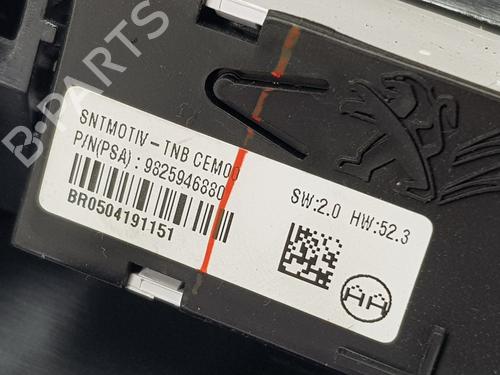 B-PARTS
SNTMOTIV - TNB CEM00
P/N(PSA) : 9825946880
BR0504191151
SW:2.0 HW:52.3
AA